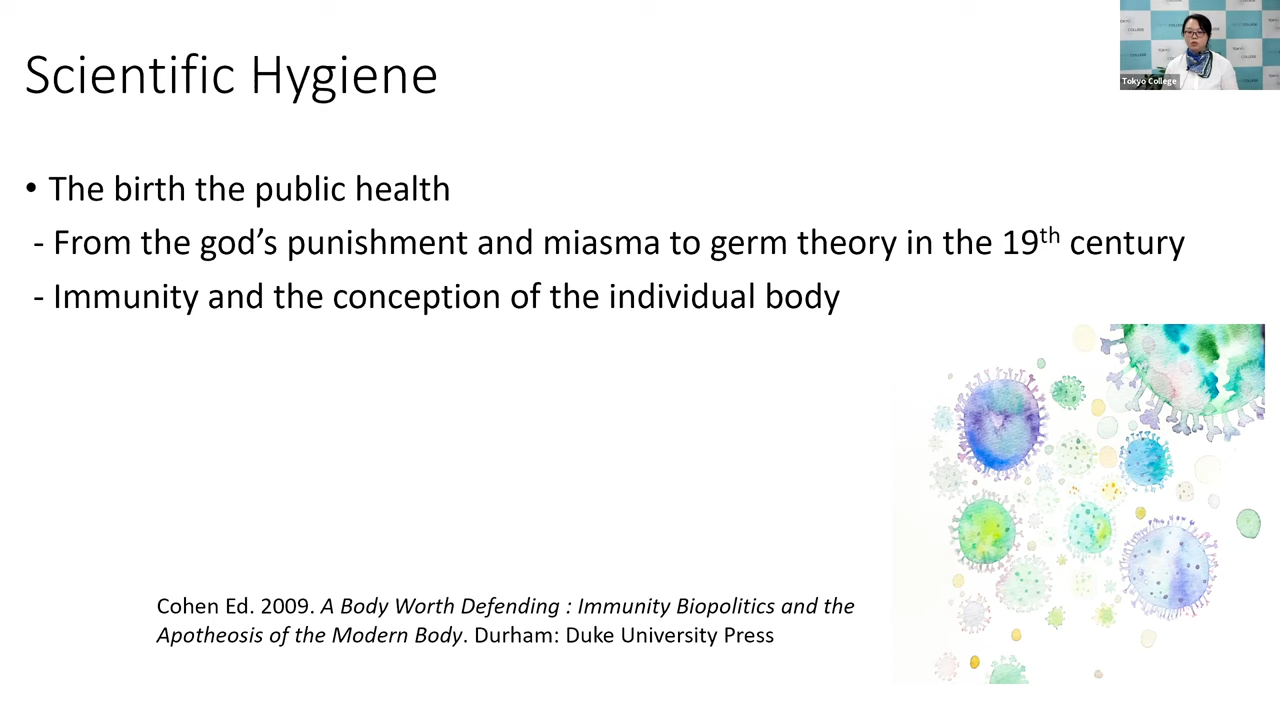 Scientific Hygiene
Tokyo College
• The birth the public health
- From the god’s punishment and miasma to germ theory in the 19th century
- Immunity and the conception of the individual body
Cohen Ed. 2009. A Body Worth Defending : Immunity Biopolitics and the
Apotheosis of the Modern Body. Durham: Duke University Press